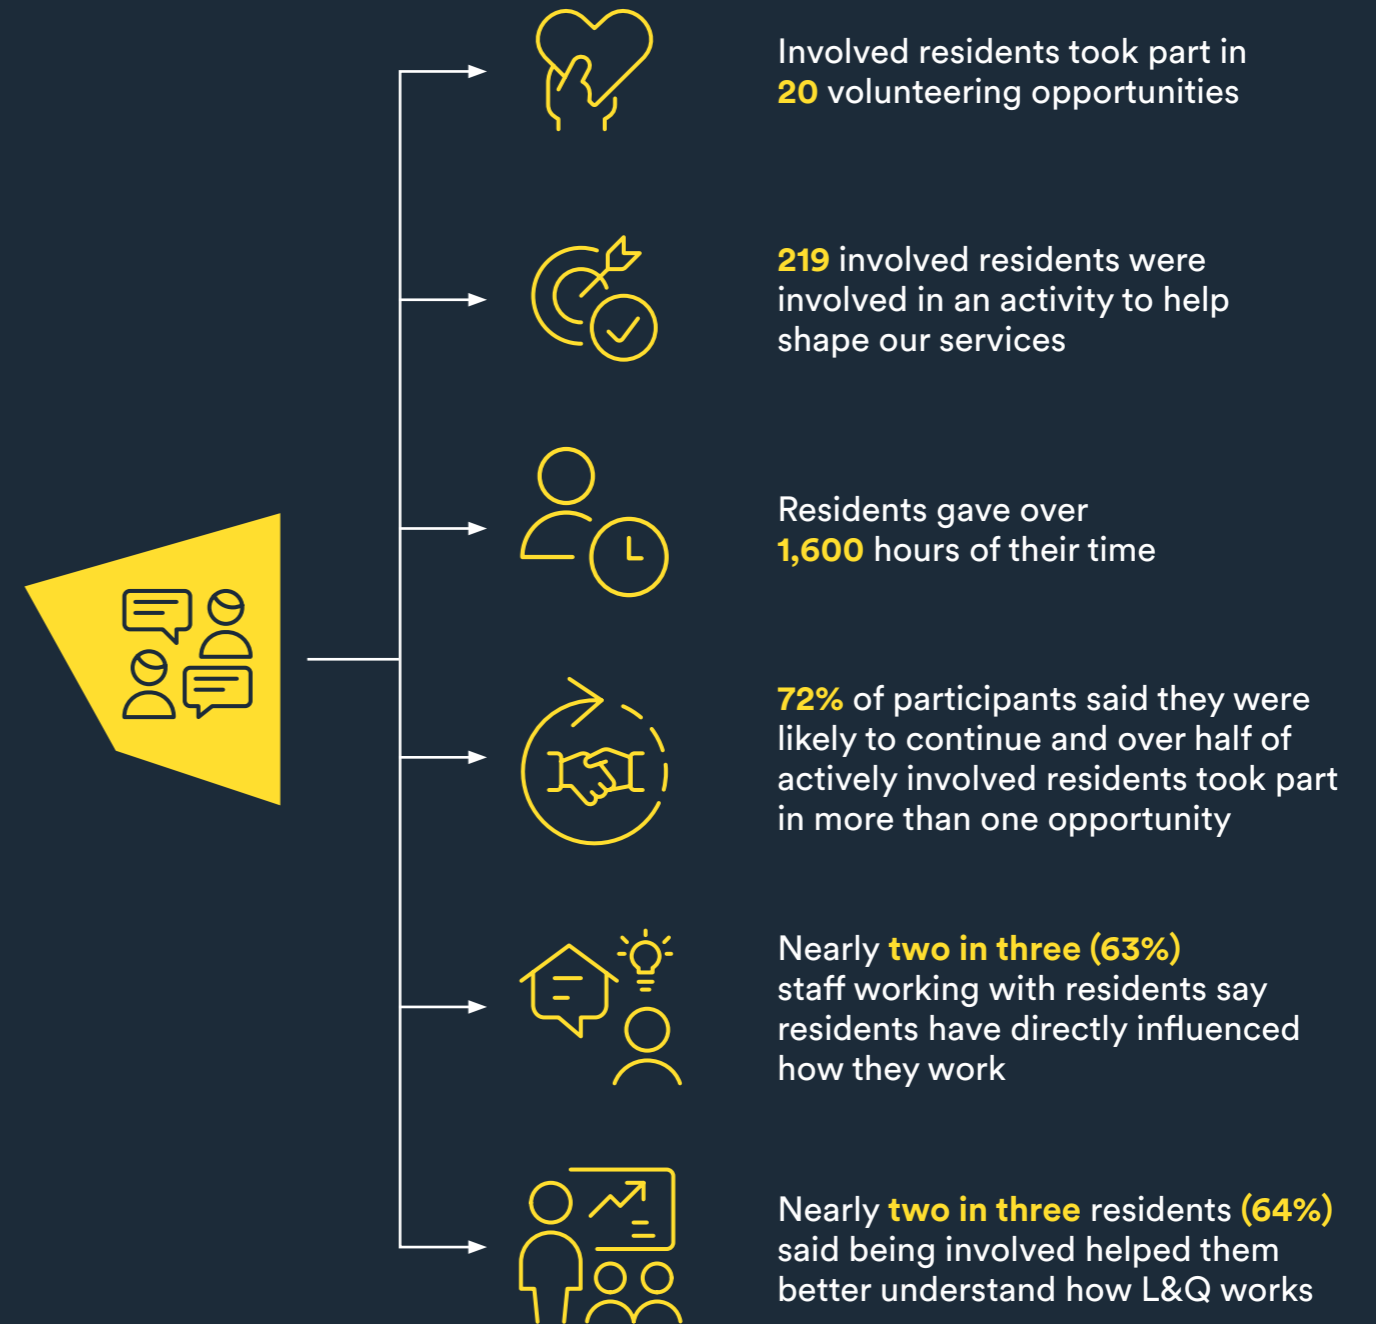 Involved residents took part in
20 volunteering opportunities
219 involved residents were
involved in an activity to help
shape our services
Residents gave over
1,600 hours of their time
72% of participants said they were
likely to continue and over half of
actively involved residents took part
in more than one opportunity
Nearly two in three (63%)
staff working with residents say
residents have directly influenced
how they work
Nearly two in three residents (64%)
said being involved helped them
better understand how L&Q works